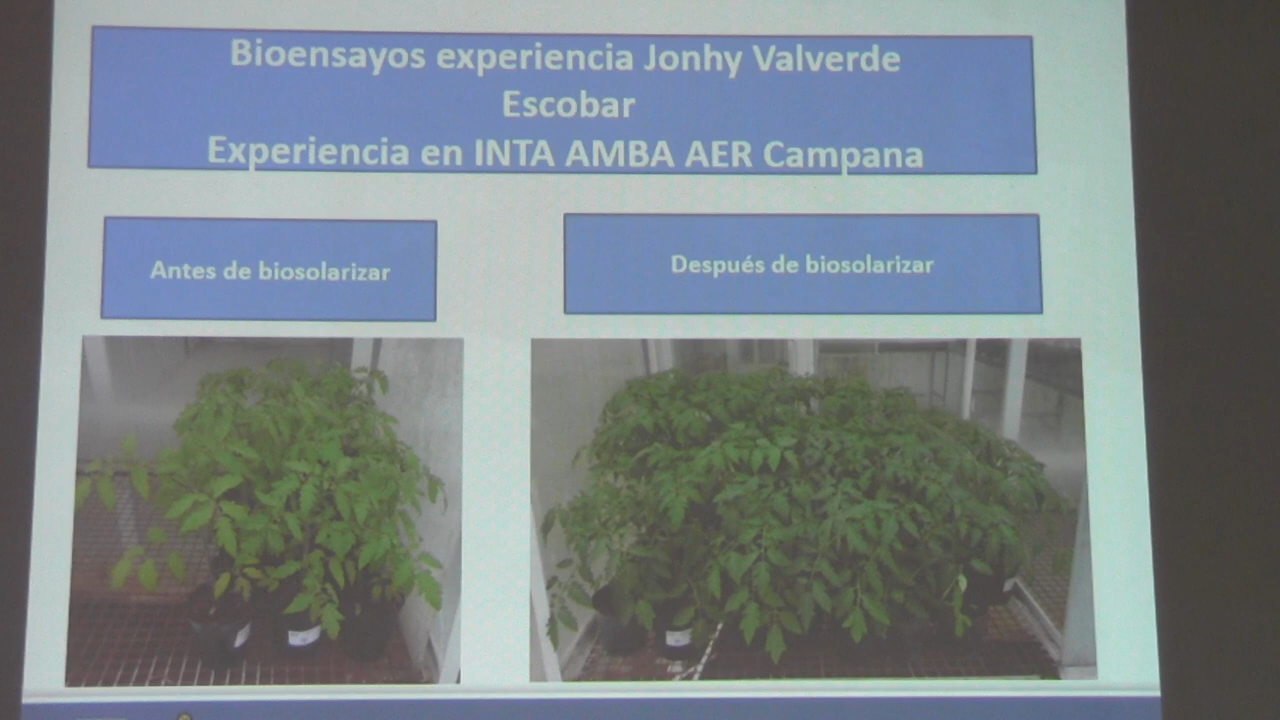 Bioensayos experiencia Jonhy Valverde
Escobar
Experiencia en INTA AMBA AER Campana
Antes de biosolarizar
Después de biosolarizar